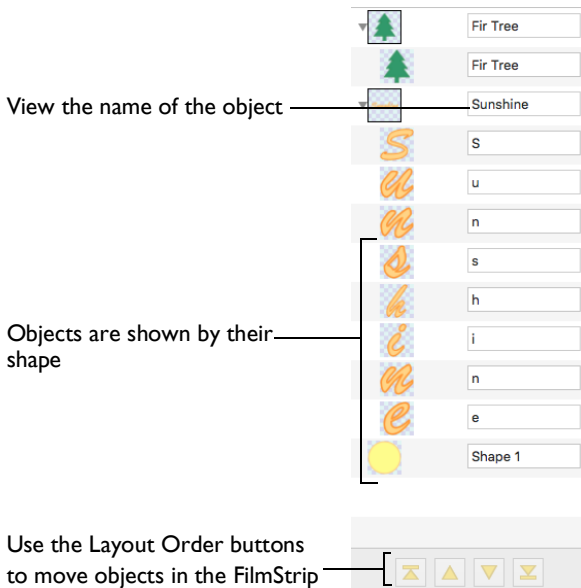 Fir Tree
Fir Tree
View the name of the object
Sunshine
S S
u u
n n
s s
h h
i i
n n
e e
Objects are shown by their
shape
Shape 1
Use the Layout Order buttons
to move objects in the FilmStrip